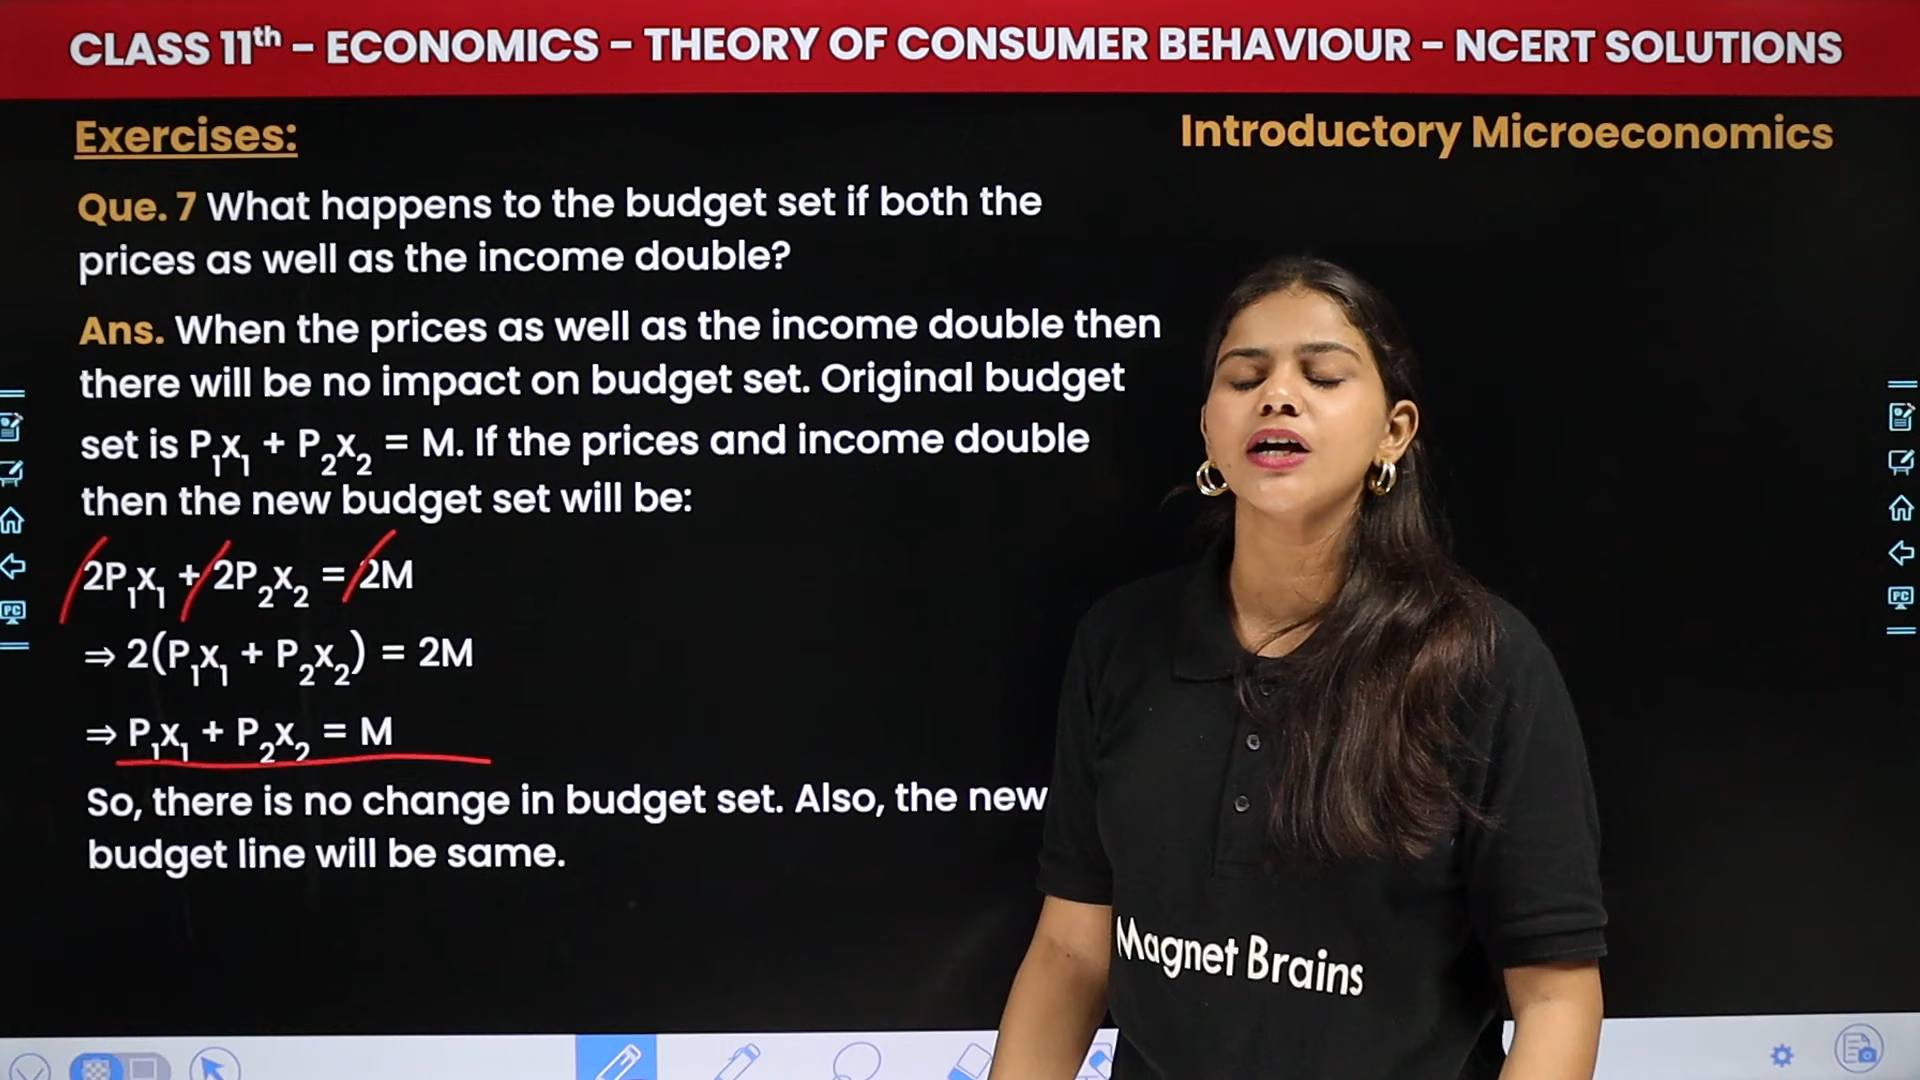 CLASS 11th – ECONOMICS – THEORY OF CONSUMER BEHAVIOUR – NCERT SOLUTIONS
Exercises:
Introductory Microeconomics
Que. 7 What happens to the budget set if both the
prices as well as the income double?
Ans. When the prices as well as the income double then
there will be no impact on budget set. Original budget
set is P₁x₁ + P₂x₂ = M. If the prices and income double
then the new budget set will be:
2P₁x₁ + 2P₂x₂ = 2M
⇒ 2(P₁x₁ + P₂x₂) = 2M
⇒ P₁x₁ + P₂x₂ = M
So, there is no change in budget set. Also, the new
budget line will be same.
Magnet Brains
PC
PC